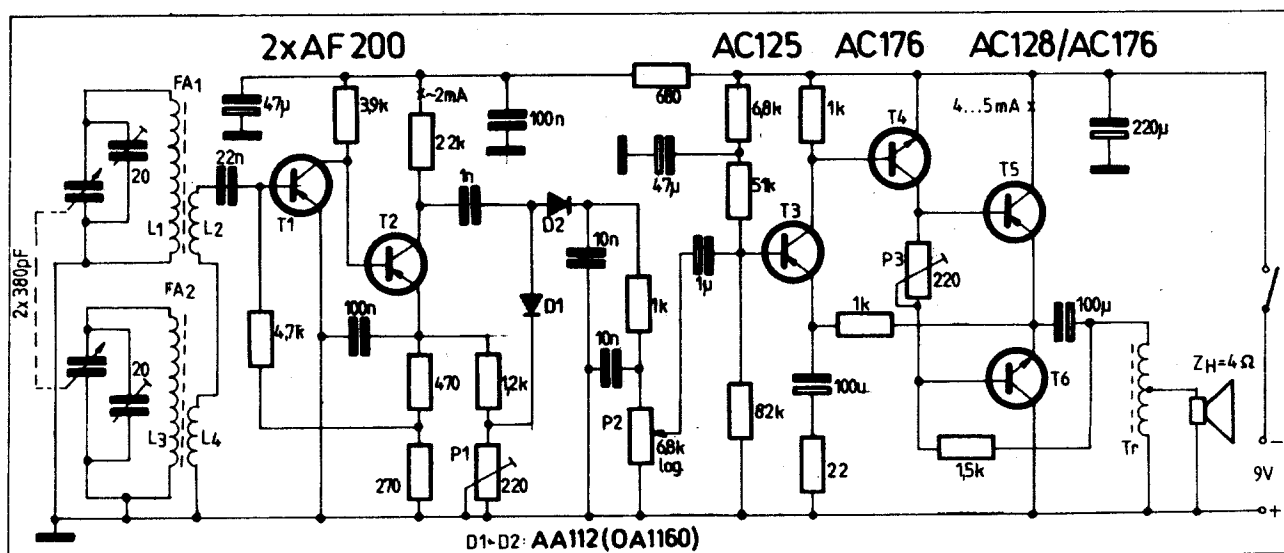 2xAF200 AC125 AC176 AC128/AC176
FA1
47µ
3,9k
~2mA
2.2k
100n
680
6,8k
1k
T4
4...5mA
220µ
20
22n
T1
1n
47µ
51k
T5
L1
L2
T2
D2
T3
10n
1µ
P3
220
2x380pF
FA2
100n
D1
1k
1k
100µ
20
4,7k
470
1,2k
10n
100u
T6
ZH=4Ω
P2
6,8k
log.
82k
L3
L4
P1
270
220
22
1,5k
Tr
-
9V
+
D1-D2: AA112(OA1160)